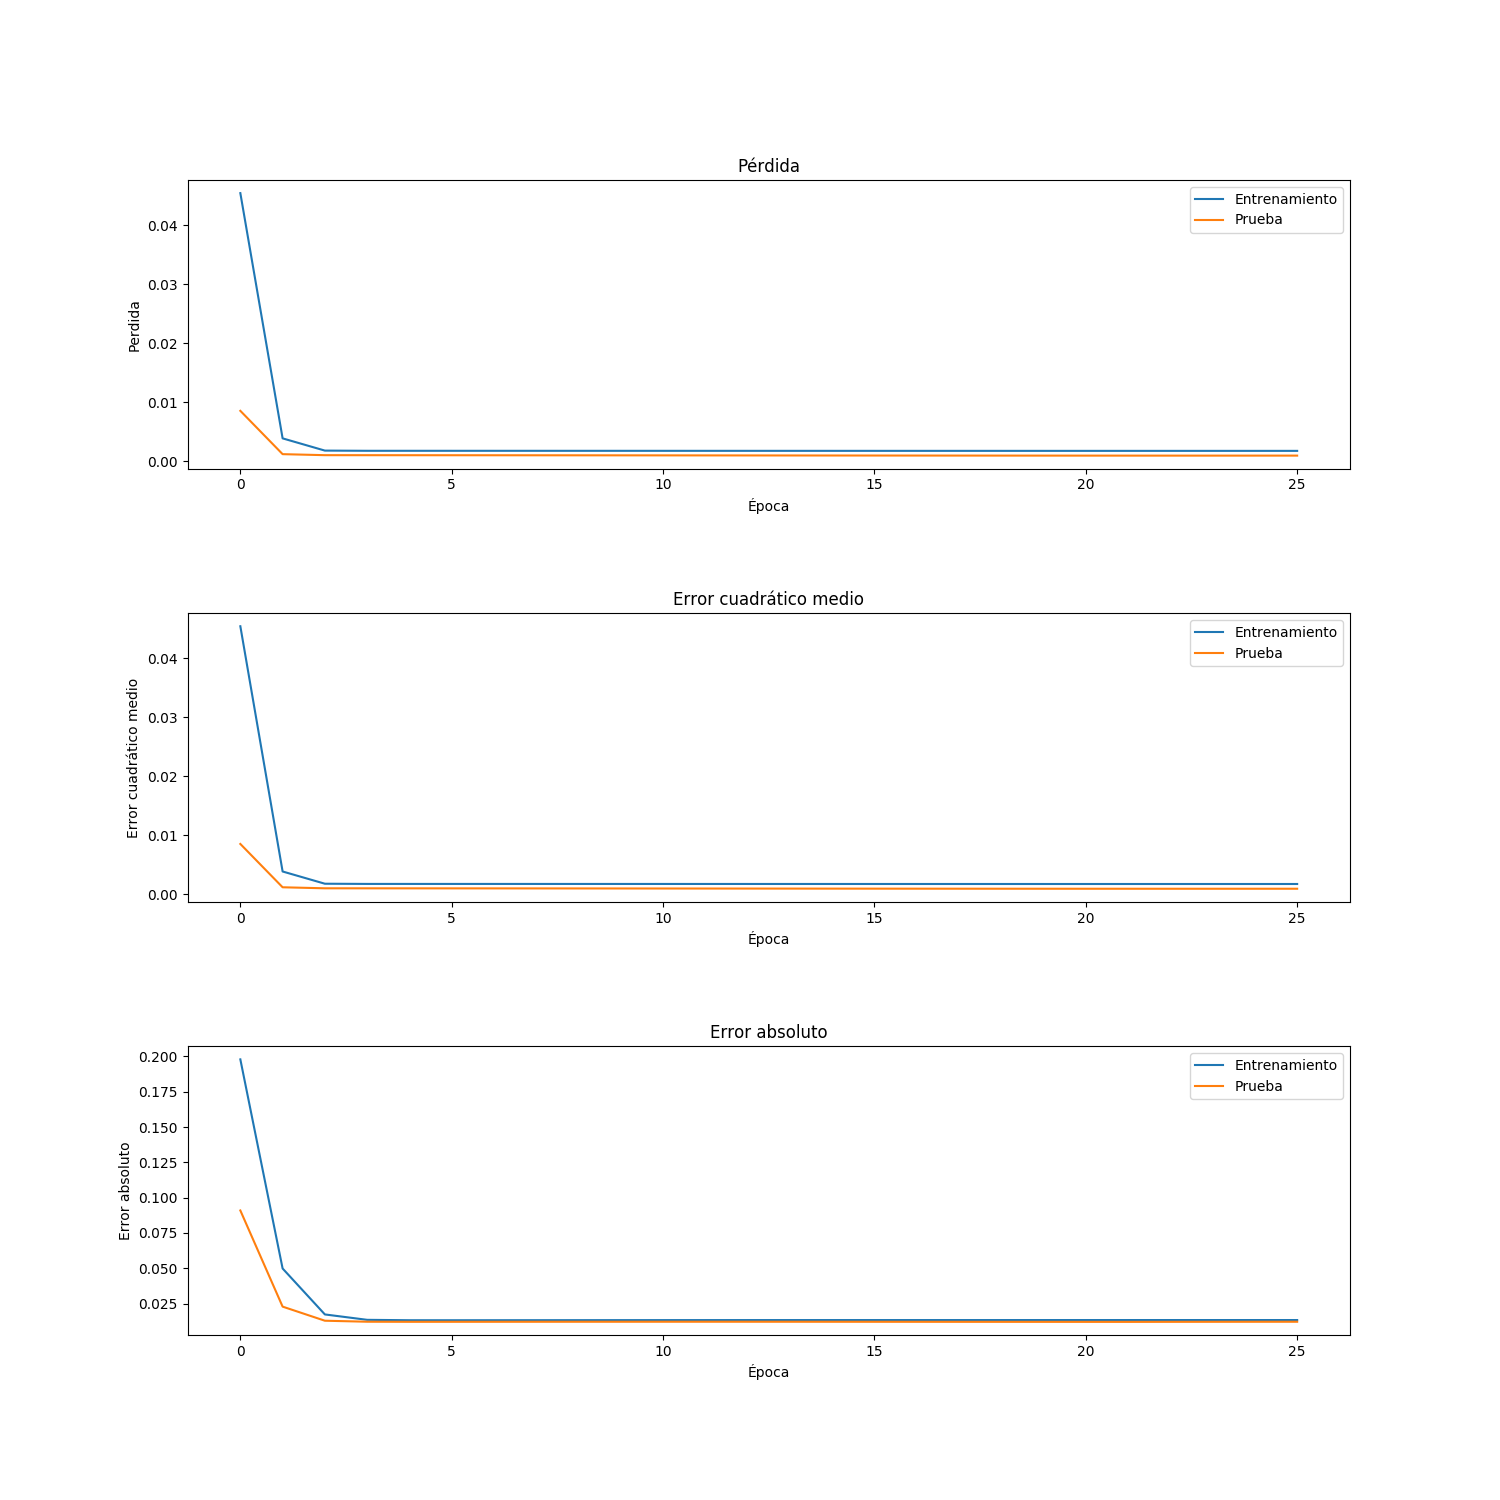 Pérdida
Entrenamiento
Prueba
0.04
0.03
0.02
0.01
0.00
Perdida
0 5 10 15 20 25
Época
Error cuadrático medio
Entrenamiento
Prueba
0.04
0.03
0.02
0.01
0.00
Error cuadrático medio
0 5 10 15 20 25
Época
Error absoluto
Entrenamiento
Prueba
0.200
0.175
0.150
0.125
0.100
0.075
0.050
0.025
Error absoluto
0 5 10 15 20 25
Época